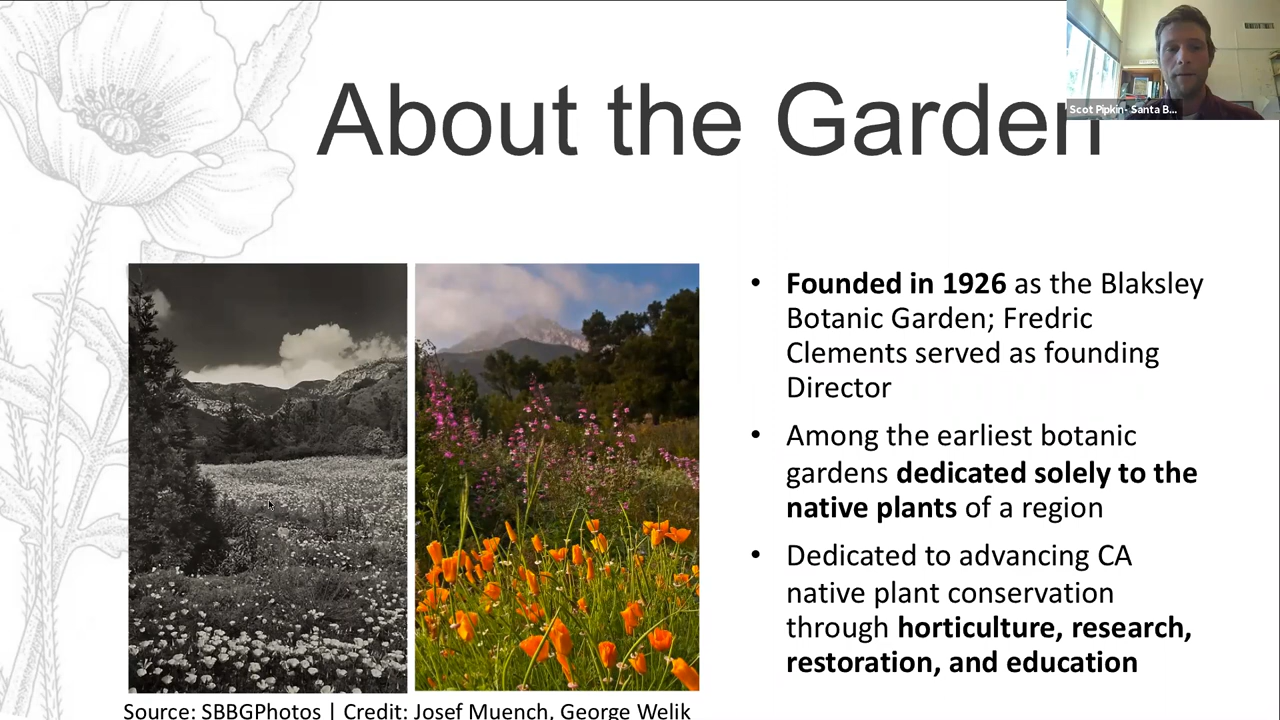 Scot Pipkin- Santa B...
About the Garden
• Founded in 1926 as the Blaksley
Botanic Garden; Fredric
Clements served as founding
Director
• Among the earliest botanic
gardens dedicated solely to the
native plants of a region
• Dedicated to advancing CA
native plant conservation
through horticulture, research,
restoration, and education
Source: SBBGPhotos | Credit: Josef Muench, George Welik